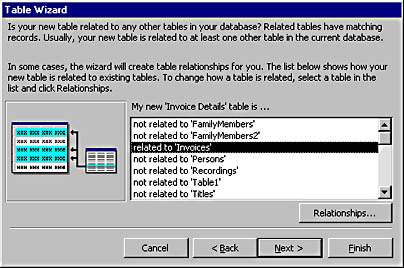 Table Wizard
Is your new table related to any other tables in your database? Related tables have matching
records. Usually, your new table is related to at least one other table in the current database.
In some cases, the wizard will create table relationships for you. The list below shows how your
new table is related to existing tables. To change how a table is related, select a table in the
list and click Relationships.
My new 'Invoice Details' table is ...
not related to 'FamilyMembers'
not related to 'FamilyMembers2'
related to 'Invoices'
not related to 'Persons'
not related to 'Recordings'
not related to 'Table1'
not related to 'Titles'
Relationships...
Cancel
< Back
Next >
Finish